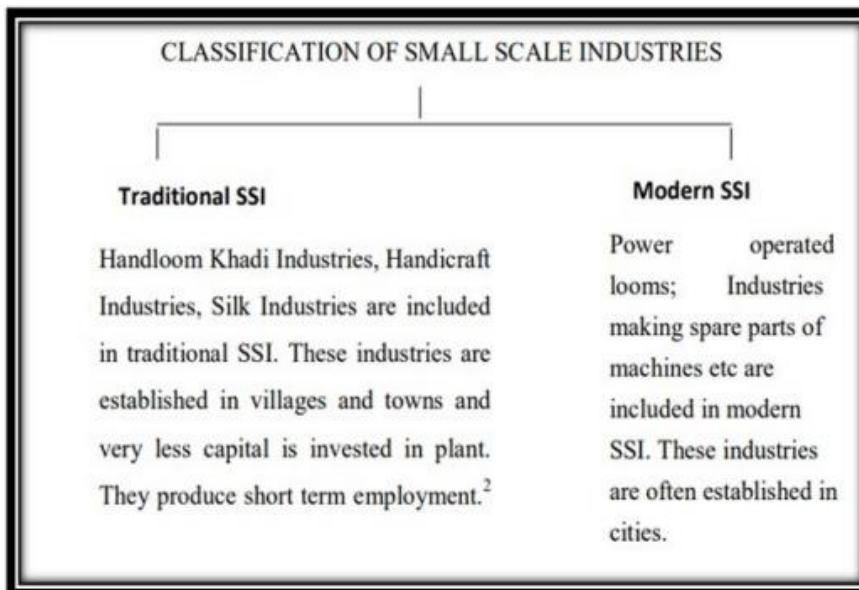 CLASSIFICATION OF SMALL SCALE INDUSTRIES
Traditional SSI
Handloom Khadi Industries, Handicraft
Industries, Silk Industries are included
in traditional SSI. These industries are
established in villages and towns and
very less capital is invested in plant.
They produce short term employment.²
Modern SSI
Power operated
looms; Industries
making spare parts of
machines etc are
included in modern
SSI. These industries
are often established in
cities.